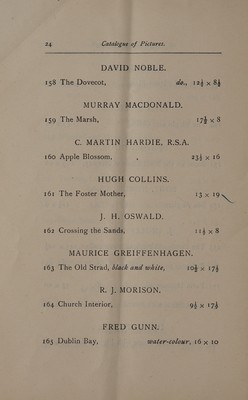 24 Catalogue of Pictures.
DAVID NOBLE.
158 The Dovecot, do., 12½ × 8½
MURRAY MACDONALD.
159 The Marsh, 17½ × 8
C. MARTIN HARDIE, R.S.A.
160 Apple Blossom, 23½ × 16
HUGH COLLINS.
161 The Foster Mother, 13 × 19
J. H. OSWALD.
162 Crossing the Sands, 11½ × 8
MAURICE GREIFFENHAGEN.
163 The Old Strad, black and white, 10½ × 17½
R. J. MORISON.
164 Church Interior, 9½ × 17½
FRED GUNN.
165 Dublin Bay, water-colour, 16 × 10